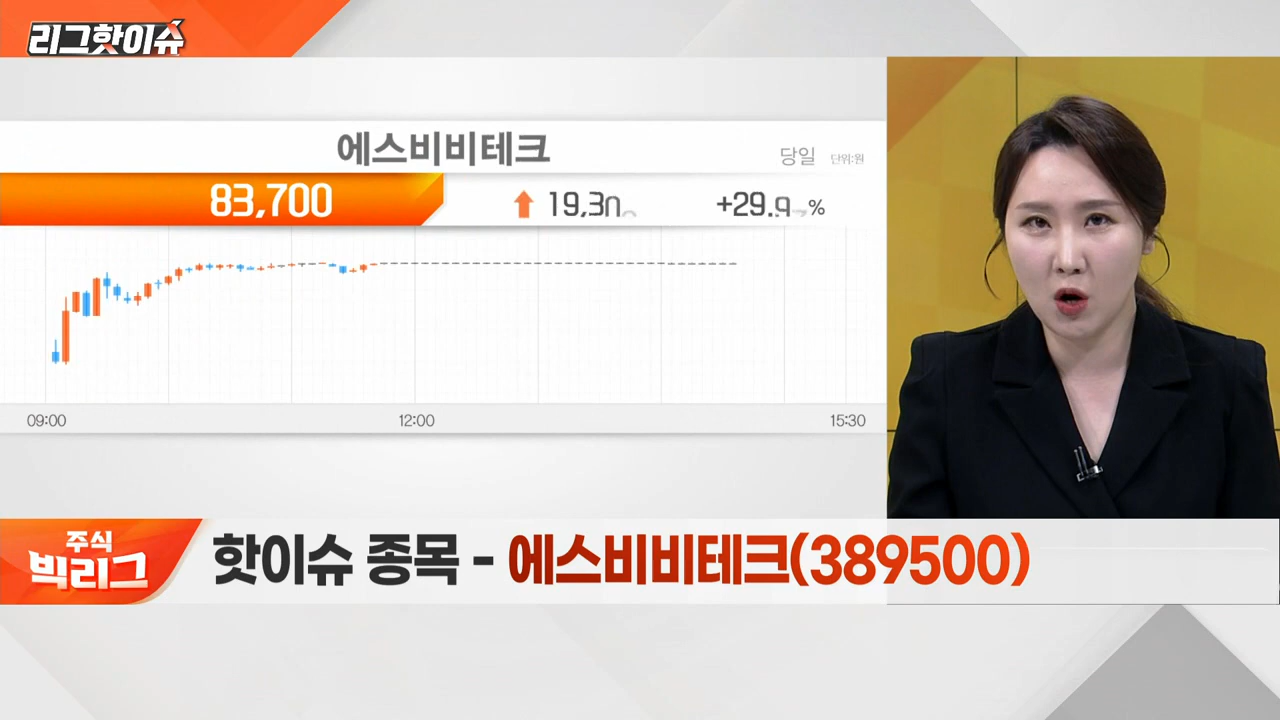 리그핫이슈
에스비비테크
당일 단위:원
83,700
+29. %
09:00 12:00 15:30
주식
빅리그
핫이슈 종목 - 에스비비테크(389500)